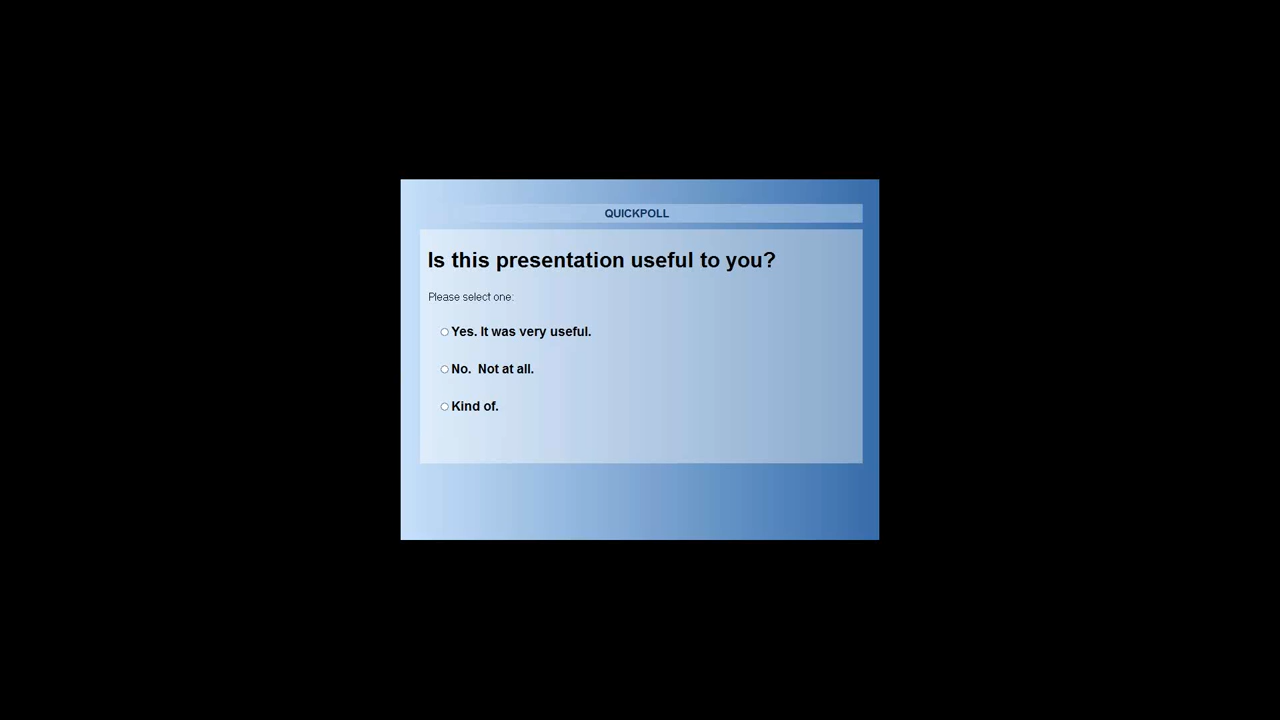 QUICKPOLL
Is this presentation useful to you?
Please select one:
Yes. It was very useful.
No.  Not at all.
Kind of.